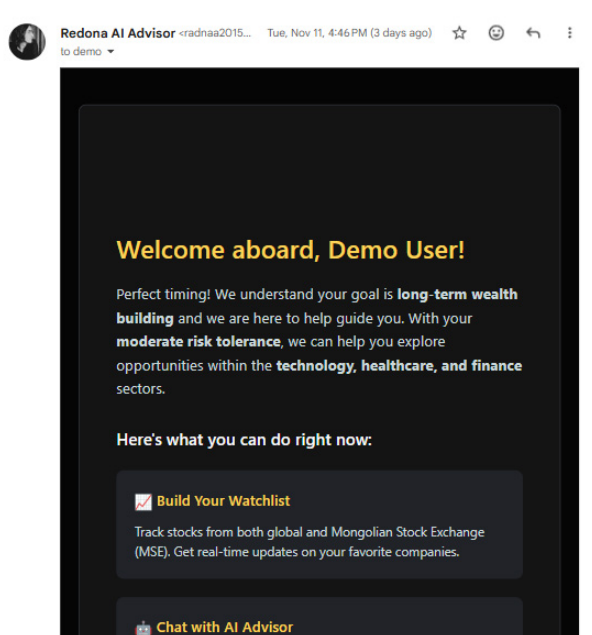 Redona AI Advisor <radnaa2015... Tue, Nov 11, 4:46 PM (3 days ago)
to demo
Welcome aboard, Demo User!
Perfect timing! We understand your goal is long-term wealth
building and we are here to help guide you. With your
moderate risk tolerance, we can help you explore
opportunities within the technology, healthcare, and finance
sectors.
Here's what you can do right now:
📈 Build Your Watchlist
Track stocks from both global and Mongolian Stock Exchange
(MSE). Get real-time updates on your favorite companies.
🤖 Chat with AI Advisor